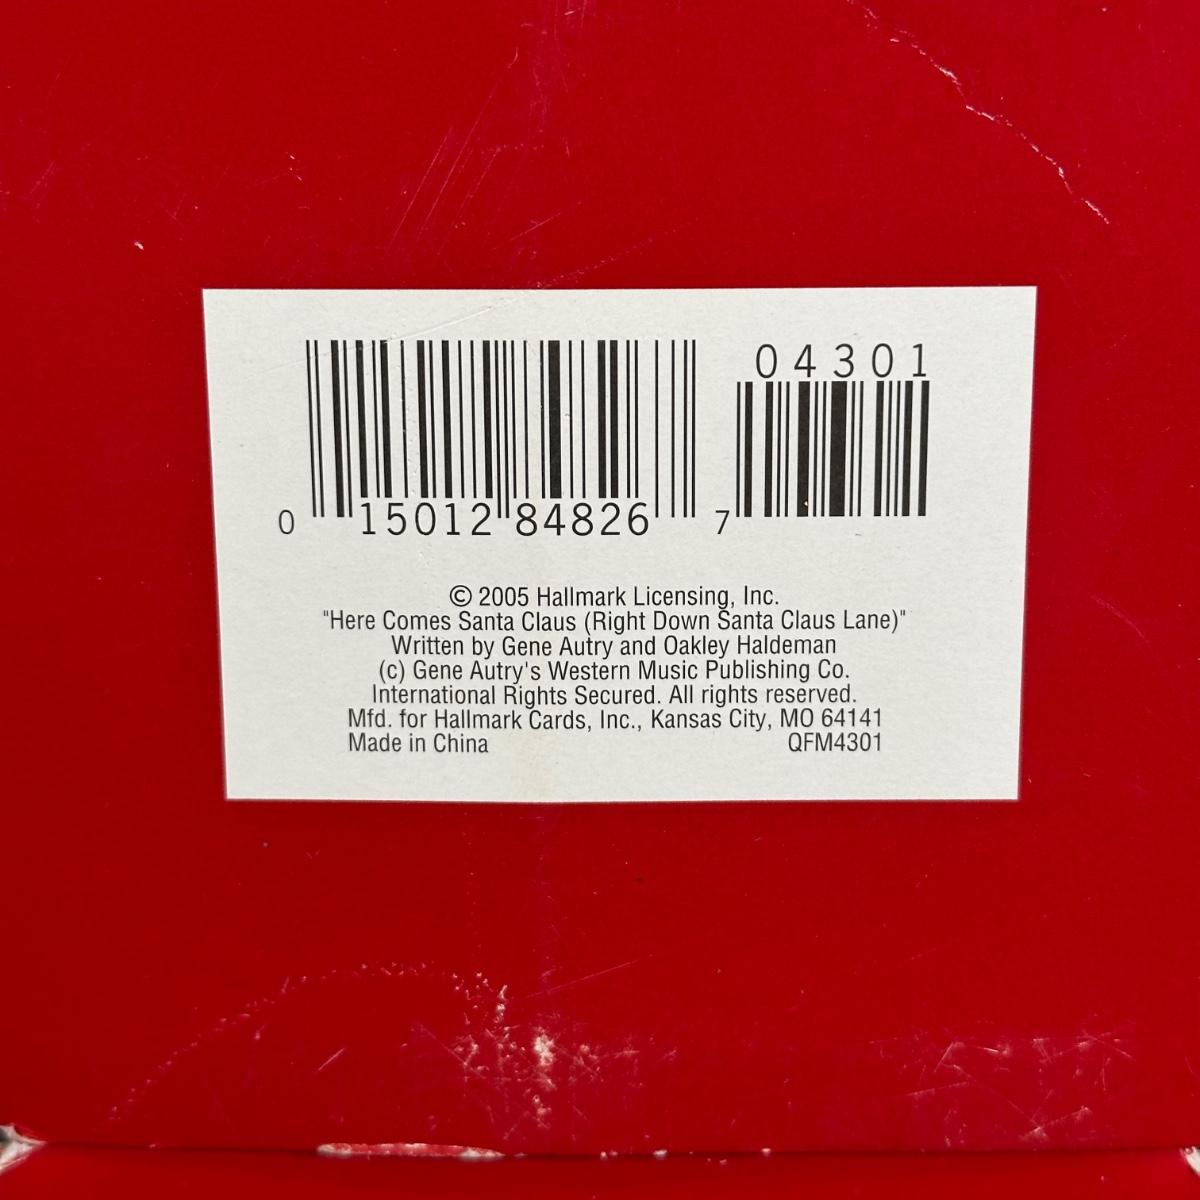 04301
0 15012 84826 7
© 2005 Hallmark Licensing, Inc.
"Here Comes Santa Claus (Right Down Santa Claus Lane)"
Written by Gene Autry and Oakley Haldeman
(c) Gene Autry's Western Music Publishing Co.
International Rights Secured. All rights reserved.
Mfd. for Hallmark Cards, Inc., Kansas City, MO 64141
Made in China QFM4301